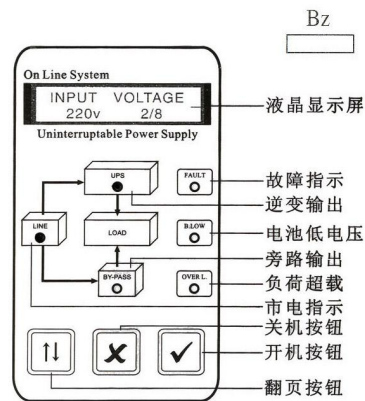 Bz
On Line System
INPUT VOLTAGE
220v 2/8
液晶显示屏
Uninterruptable Power Supply
UPS
FAULT
故障指示
逆变输出
LINE
LOAD
B.LOW
电池低电压
旁路输出
BY-PASS
OVER L.
负荷超载
市电指示
关机按钮
开机按钮
翻页按钮